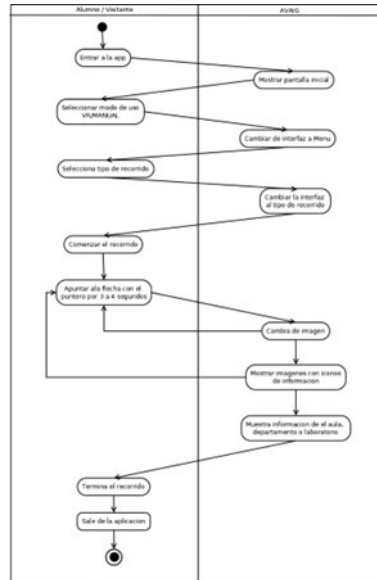 Alumno / Visitante
AVAG
Entrar a la app
Mostrar pantalla inicial
Seleccionar modo de uso
VR/MANUAL
Cambiar de interfaz a Menu
Selecciona tipo de recorrido
Cambiar la interfaz
al tipo de recorrido
Comenzar el recorrido
Apuntar ala flecha con el
puntero por 3 a 4 segundos
Cambia de imagen
Mostrar imagenes con iconos
de informacion
Muestra informacion de el aula,
departamento o laboratorio
Termina el recorrido
Sale de la aplicacion